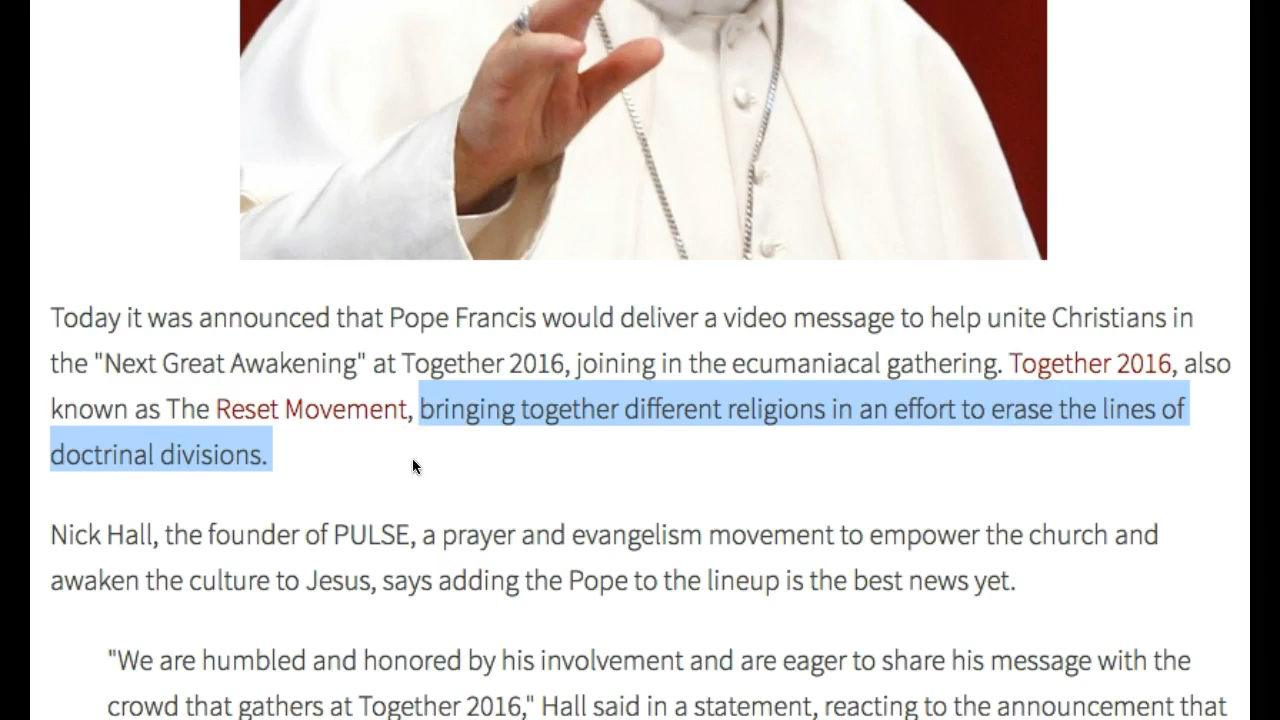 Today it was announced that Pope Francis would deliver a video message to help unite Christians in
the "Next Great Awakening" at Together 2016, joining in the ecumaniacal gathering. Together 2016, also
known as The Reset Movement, bringing together different religions in an effort to erase the lines of
doctrinal divisions.
Nick Hall, the founder of PULSE, a prayer and evangelism movement to empower the church and
awaken the culture to Jesus, says adding the Pope to the lineup is the best news yet.
"We are humbled and honored by his involvement and are eager to share his message with the
crowd that gathers at Together 2016," Hall said in a statement, reacting to the announcement that